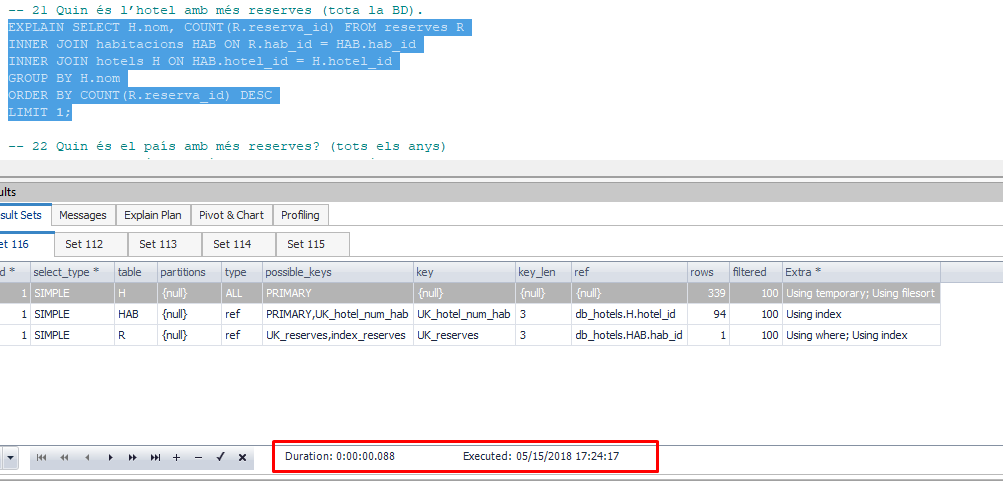 -- 21 Quin és l’hotel amb més reserves (tota la BD).
EXPLAIN SELECT H.nom, COUNT(R.reserva_id) FROM reserves R
INNER JOIN habitacions HAB ON R.hab_id = HAB.hab_id
INNER JOIN hotels H ON HAB.hotel_id = H.hotel_id
GROUP BY H.nom
ORDER BY COUNT(R.reserva_id) DESC
LIMIT 1;
-- 22 Quin és el país amb més reserves? (tots els anys)
ults
sult Sets Messages Explain Plan Pivot & Chart Profiling
et 116 Set 112 Set 113 Set 114 Set 115
d * select_type * table partitions type possible_keys key key_len ref rows filtered Extra *
1 SIMPLE H {null} ALL PRIMARY {null} {null} {null} 339 100 Using temporary; Using filesort
1 SIMPLE HAB {null} ref PRIMARY,UK_hotel_num_hab UK_hotel_num_hab 3 db_hotels.H.hotel_id 94 100 Using index
1 SIMPLE R {null} ref UK_reserves,index_reserves UK_reserves 3 db_hotels.HAB.hab_id 1 100 Using where; Using index
Duration: 0:00:00.088 Executed: 05/15/2018 17:24:17